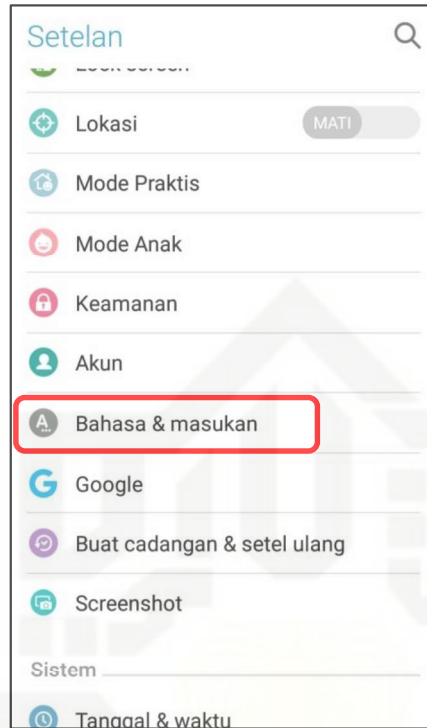 Setelan
Lokasi
MATI
Mode Praktis
Mode Anak
Keamanan
Akun
Bahasa & masukan
Google
Buat cadangan & setel ulang
Screenshot
Sistem
Tanggal & waktu